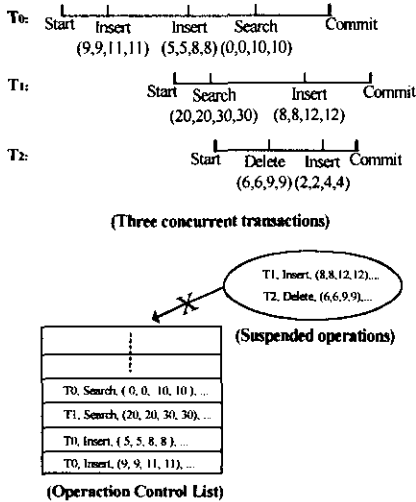 T0:
Start Insert Insert Search Commit
(9,9,11,11) (5,5,8,8) (0,0,10,10)
T1:
Start Search Insert Commit
(20,20,30,30) (8,8,12,12)
T2:
Start Delete Insert Commit
(6,6,9,9) (2,2,4,4)
(Three concurrent transactions)
T1, Insert, (8,8,12,12),...
T2, Delete, (6,6,9,9),...
(Suspended operations)
T0, Search, ( 0, 0, 10, 10 ), ...
T1, Search, (20, 20, 30, 30), ...
T0, Insert, ( 5, 5, 8, 8 ), ...
T0, Insert, (9, 9, 11, 11), ...
(Operaction Control List)